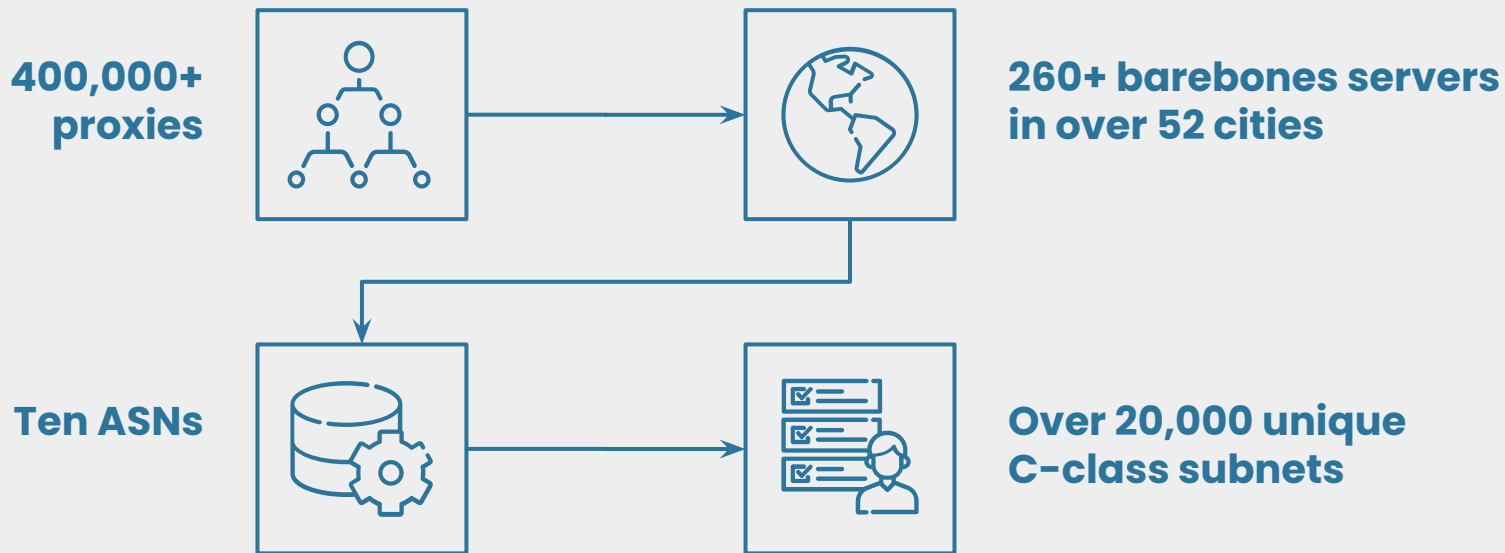 400,000+
proxies
260+ barebones servers
in over 52 cities
Ten ASNs
Over 20,000 unique
C-class subnets